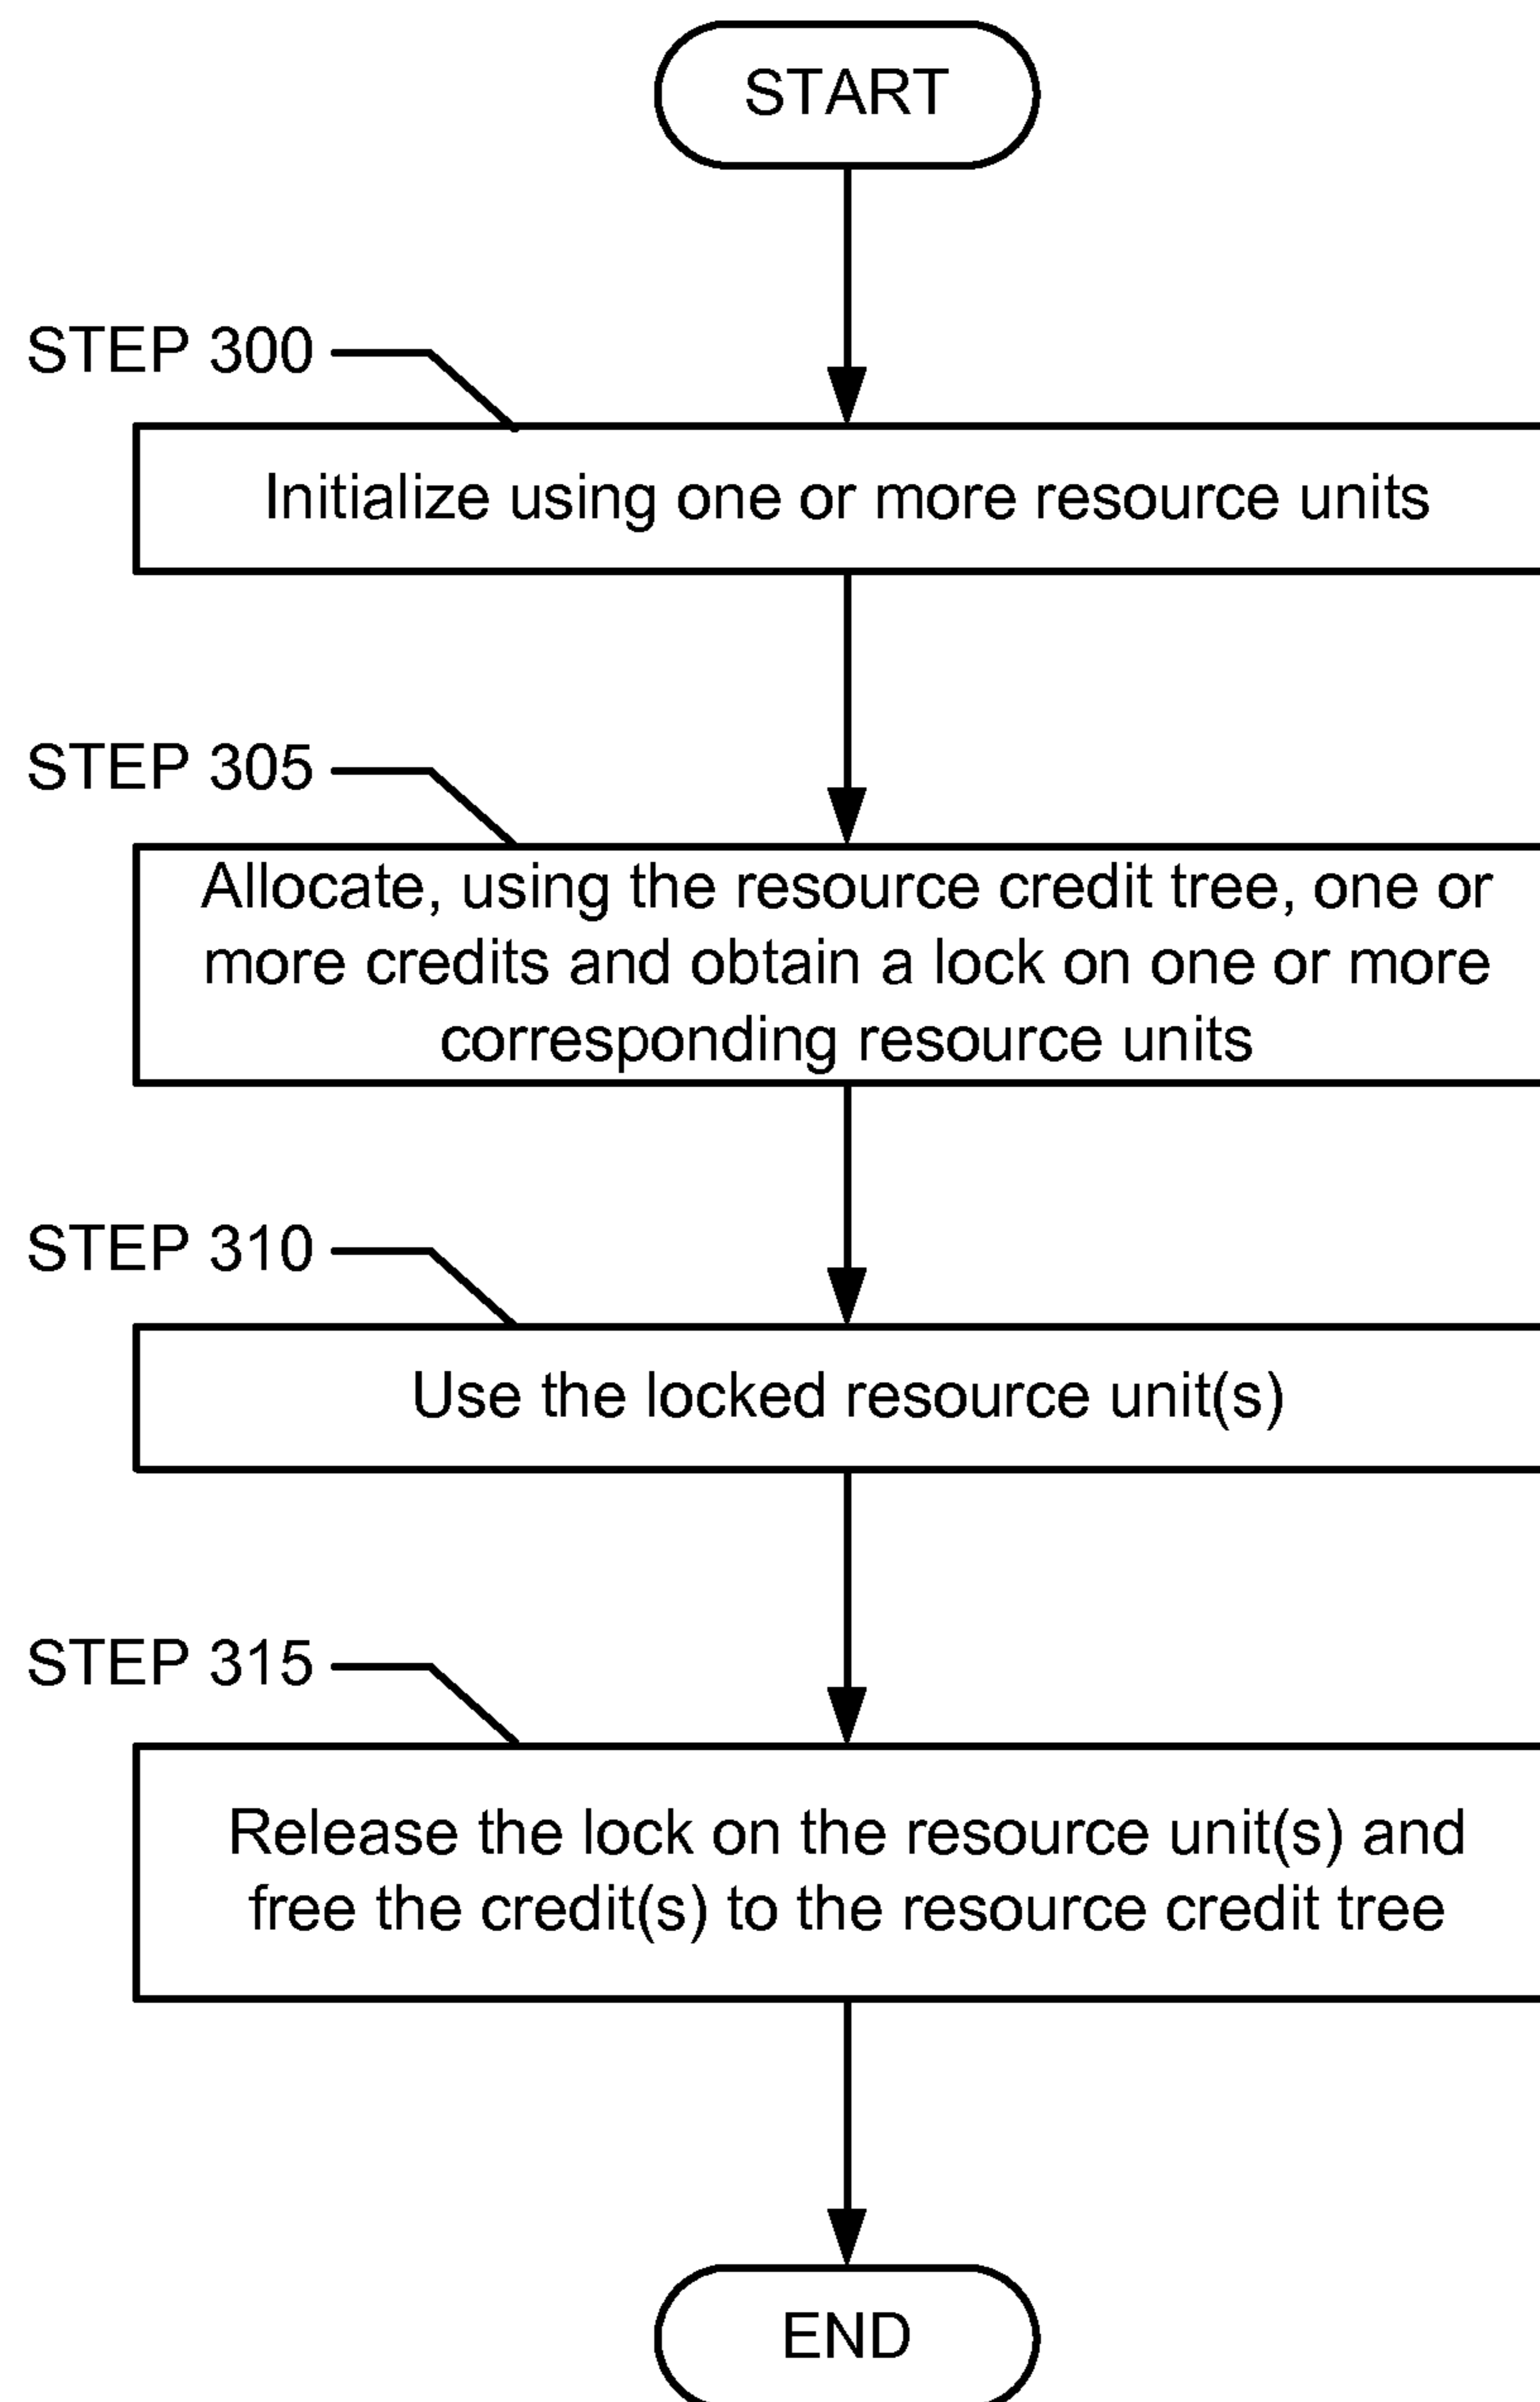 START
STEP 300
Initialize using one or more resource units
STEP 305
Allocate, using the resource credit tree, one or
more credits and obtain a lock on one or more
corresponding resource units
STEP 310
Use the locked resource unit(s)
STEP 315
Release the lock on the resource unit(s) and
free the credit(s) to the resource credit tree
END